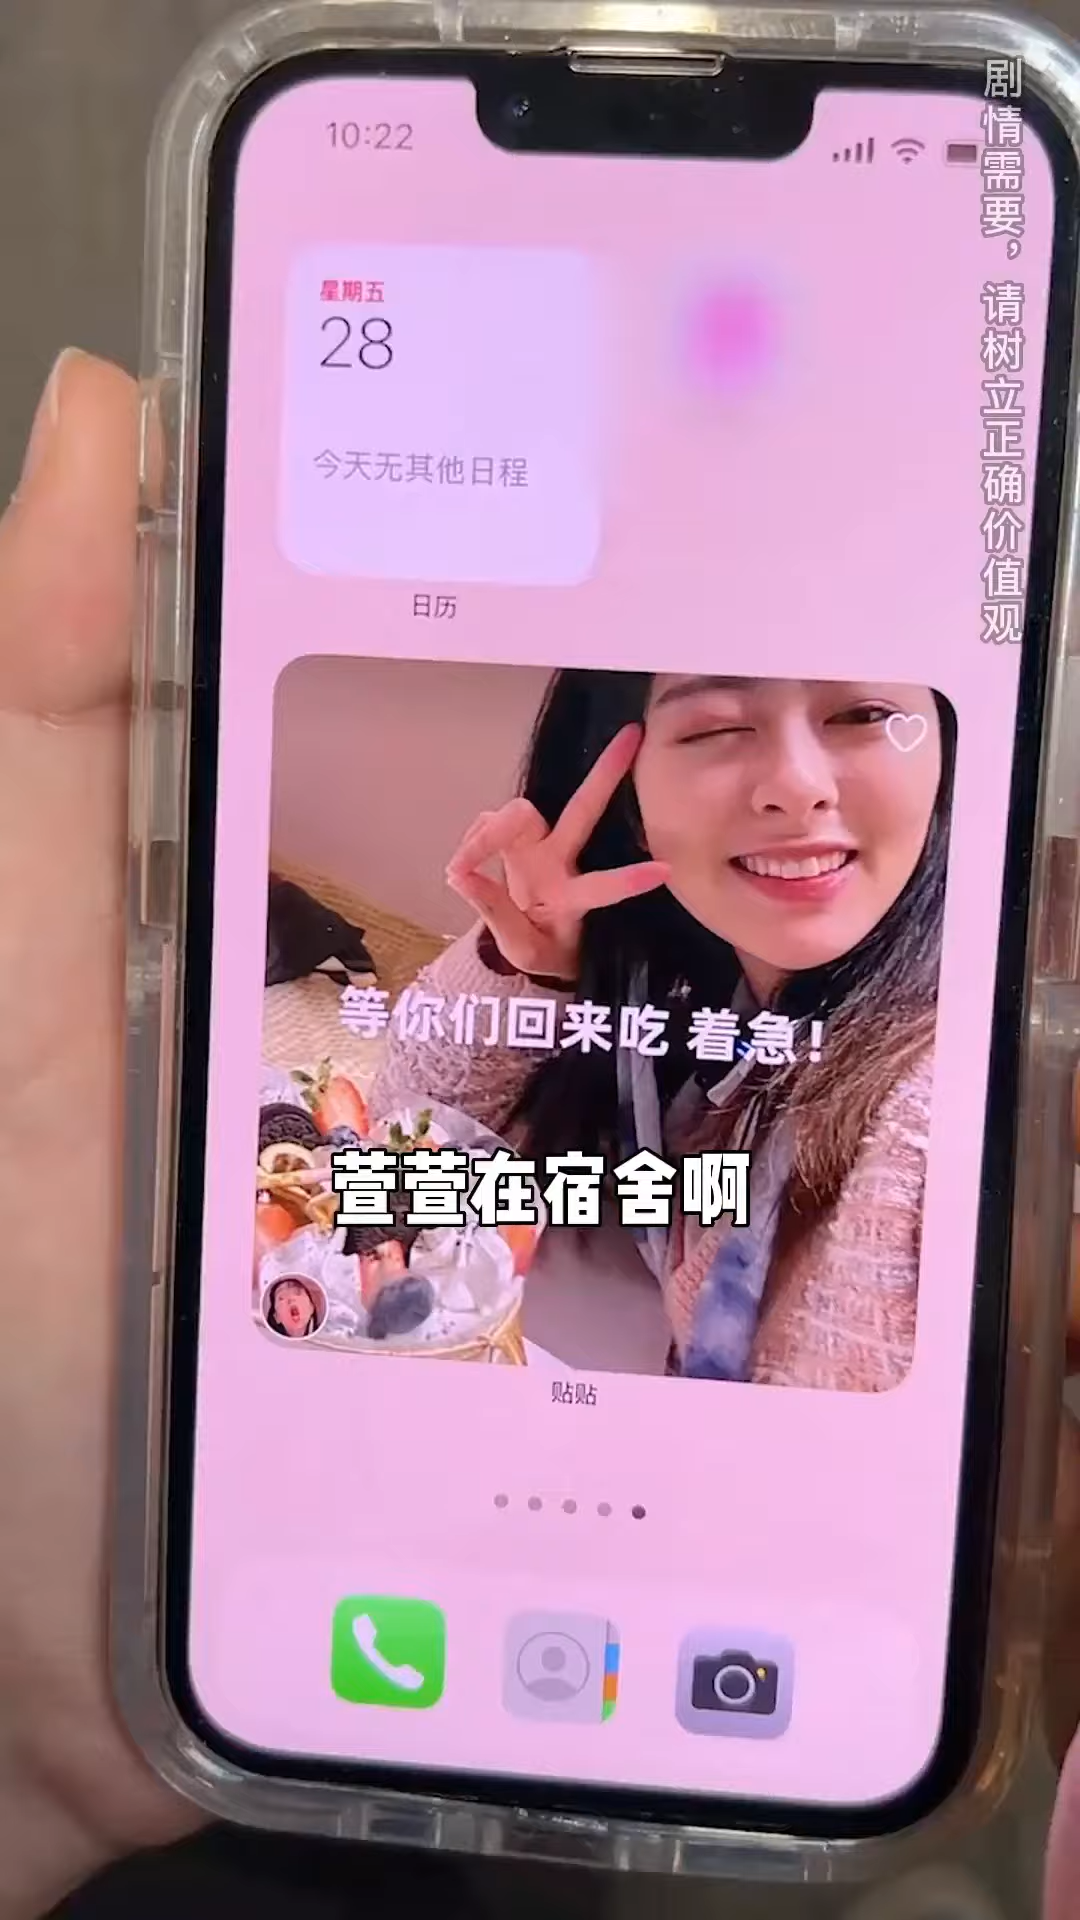 10:22
剧情需要，请树立正确价值观
星期五
28
今天无其他日程
日历
等你们回来吃 着急！
萱萱在宿舍啊
贴贴